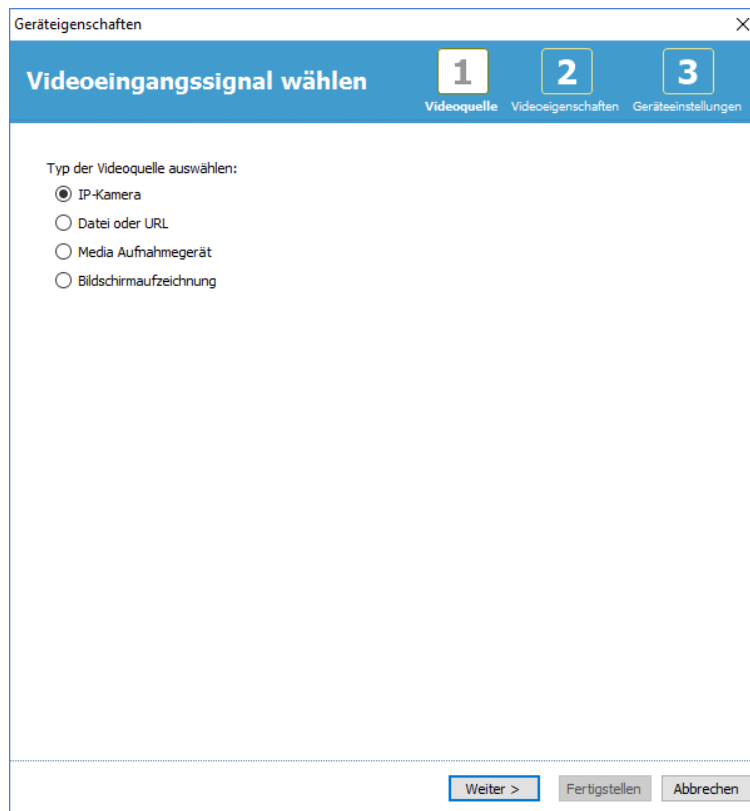 Geräteigenschaften
Videoeingangssignal wählen
1 2 3
Videoquelle Videoeigenschaften Geräteeinstellungen
Typ der Videoquelle auswählen:
IP-Kamera
Datei oder URL
Media Aufnahmegerät
Bildschirmaufzeichnung
Weiter > Fertigstellen Abbrechen